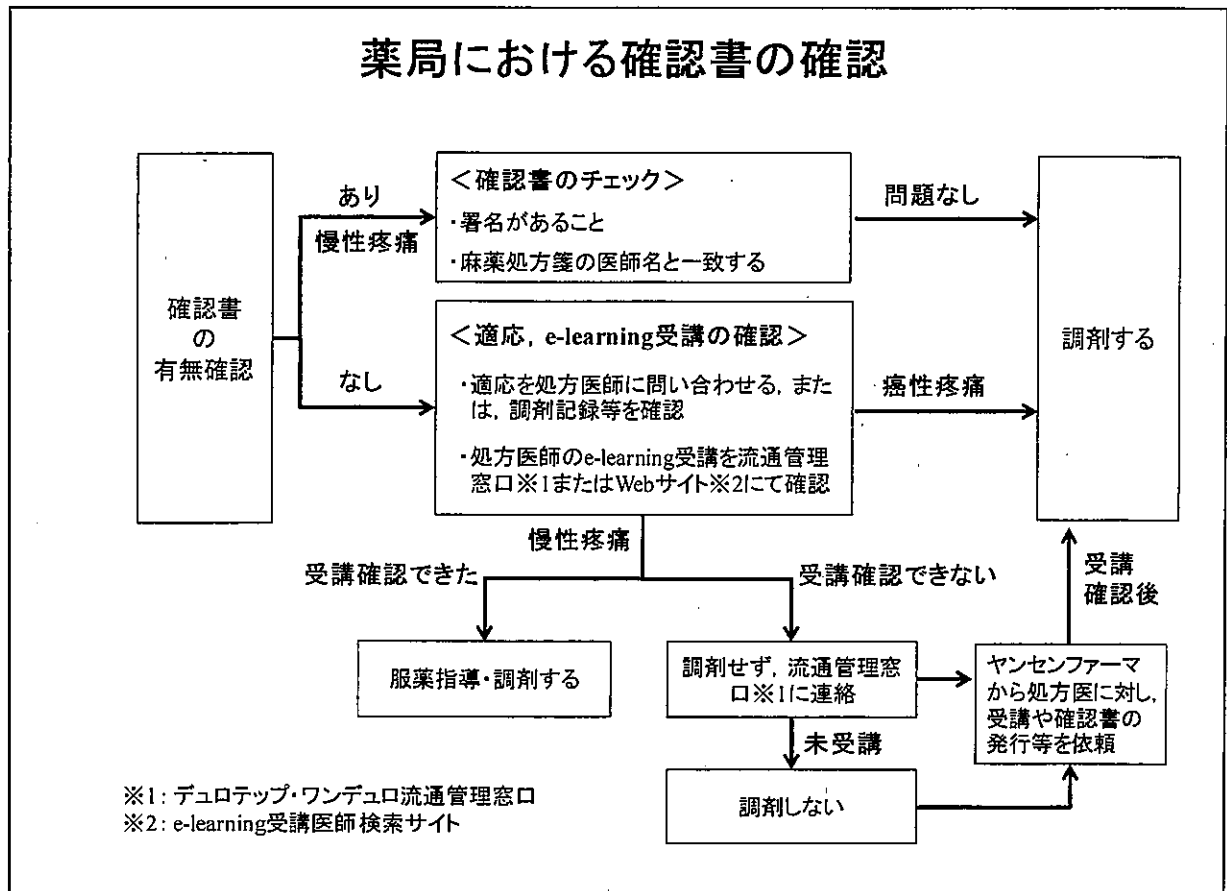 薬局における確認書の確認
確認書
の
有無確認
あり
慢性疼痛
＜確認書のチェック＞
・署名があること
・麻薬処方箋の医師名と一致する
問題なし
調剤する
なし
＜適応, e-learning受講の確認＞
・適応を処方医師に問い合わせる, また
は, 調剤記録等を確認
・処方医師のe-learning受講を流通管理
窓口※1またはWebサイト※2にて確認
癌性疼痛
慢性疼痛
受講確認できた
受講確認できない
受講
確認後
服薬指導・調剤する
調剤せず, 流通管理窓
口※1に連絡
ヤンセンファーマ
から処方医に対し,
受講や確認書の
発行等を依頼
未受講
調剤しない
※1: デュロテップ・ワンデュロ流通管理窓口
※2: e-learning受講医師検索サイト